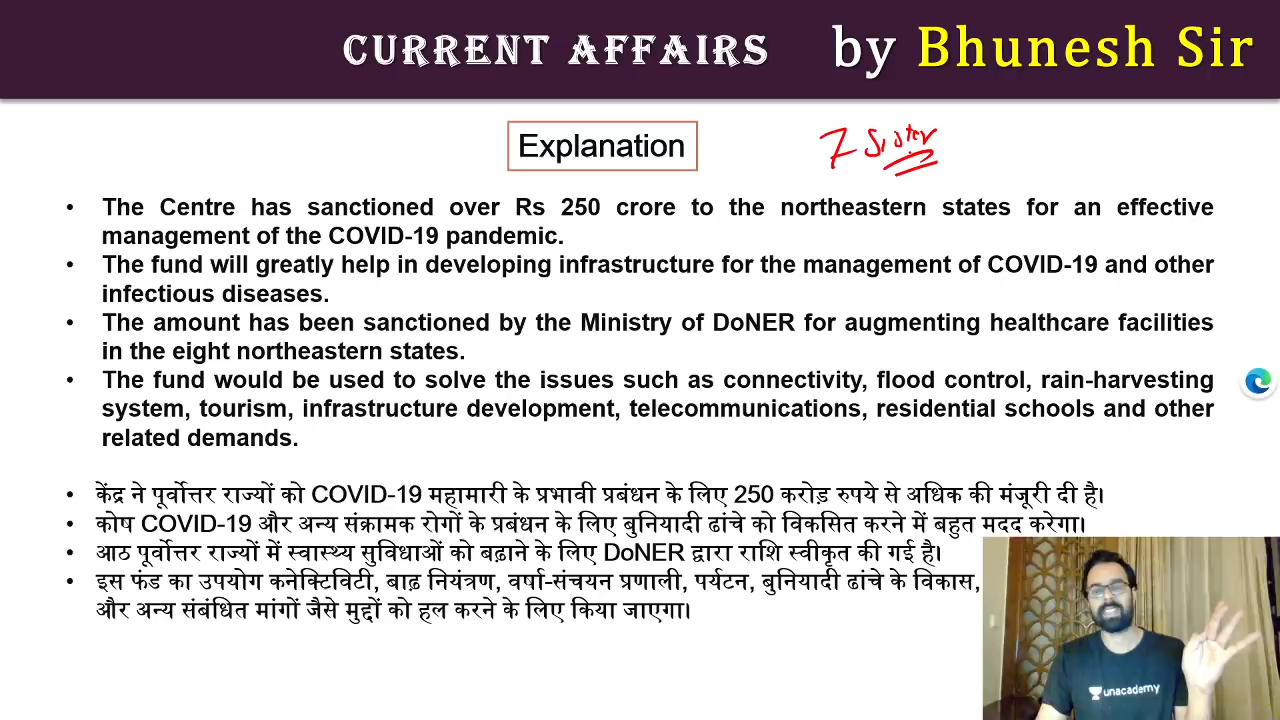 CURRENT AFFAIRS by Bhunesh Sir
Explanation
7 Sister
• The Centre has sanctioned over Rs 250 crore to the northeastern states for an effective
management of the COVID-19 pandemic.
• The fund will greatly help in developing infrastructure for the management of COVID-19 and other
infectious diseases.
• The amount has been sanctioned by the Ministry of DoNER for augmenting healthcare facilities
in the eight northeastern states.
• The fund would be used to solve the issues such as connectivity, flood control, rain-harvesting
system, tourism, infrastructure development, telecommunications, residential schools and other
related demands.
• केंद्र ने पूर्वोत्तर राज्यों को COVID-19 महामारी के प्रभावी प्रबंधन के लिए 250 करोड़ रुपये से अधिक की मंजूरी दी है।
• कोष COVID-19 और अन्य संक्रामक रोगों के प्रबंधन के लिए बुनियादी ढांचे को विकसित करने में बहुत मदद करेगा।
• आठ पूर्वोत्तर राज्यों में स्वास्थ्य सुविधाओं को बढ़ाने के लिए DoNER द्वारा राशि स्वीकृत की गई है।
• इस फंड का उपयोग कनेक्टिविटी, बाढ़ नियंत्रण, वर्षा-संचयन प्रणाली, पर्यटन, बुनियादी ढांचे के विकास,
और अन्य संबंधित मांगों जैसे मुद्दों को हल करने के लिए किया जाएगा।
unacademy